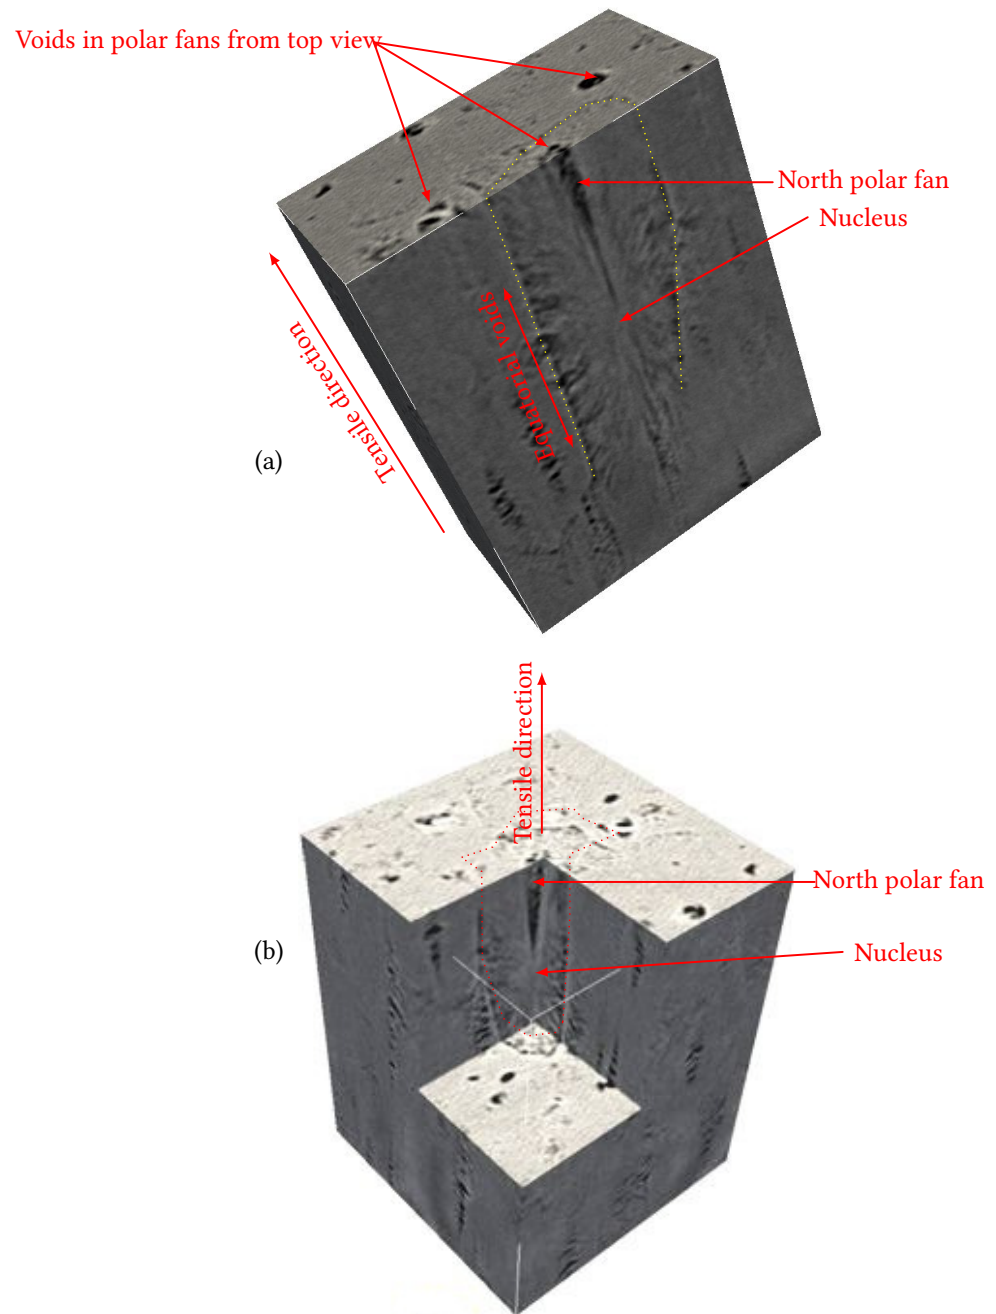 Voids in polar fans from top view
North polar fan
Nucleus
Equatorial voids
Tensile direction
(a)
Tensile direction
North polar fan
Nucleus
(b)